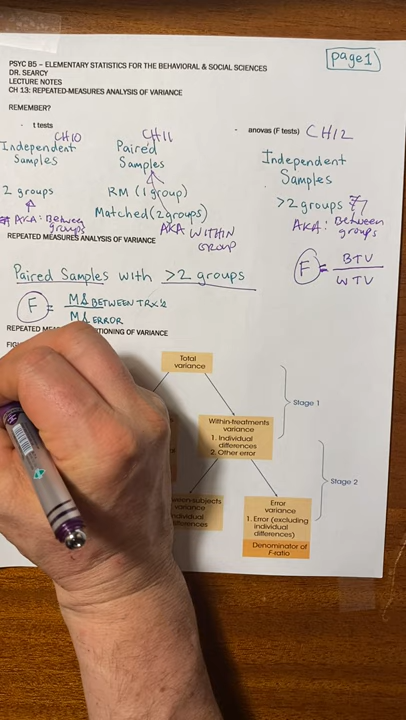 page1
PSYC B5 – ELEMENTARY STATISTICS FOR THE BEHAVIORAL & SOCIAL SCIENCES
DR. SEARCY
LECTURE NOTES
CH 13: REPEATED-MEASURES ANALYSIS OF VARIANCE
REMEMBER?
- t tests
CH10
Independent
Samples
2 groups
AKA: Between
groups
CH11
Paired
Samples
RM (1 group)
Matched (2 groups)
AKA WITHIN
GROUP
- anovas (F tests) CH12
Independent
Samples
>2 groups
AKA: Between
groups
F = BTV
WTV
REPEATED MEASURES ANALYSIS OF VARIANCE
Paired Samples with >2 groups
F = MΔ BETWEEN TRX's
MΔ ERROR
REPEATED
TIONING OF VARIANCE
Total
variance
Stage 1
Within-treatments
variance
1. Individual
differences
2. Other error
Stage 2
variance
differences
Error
variance
1. Error (excluding
individual
differences)
Denominator of
F-ratio